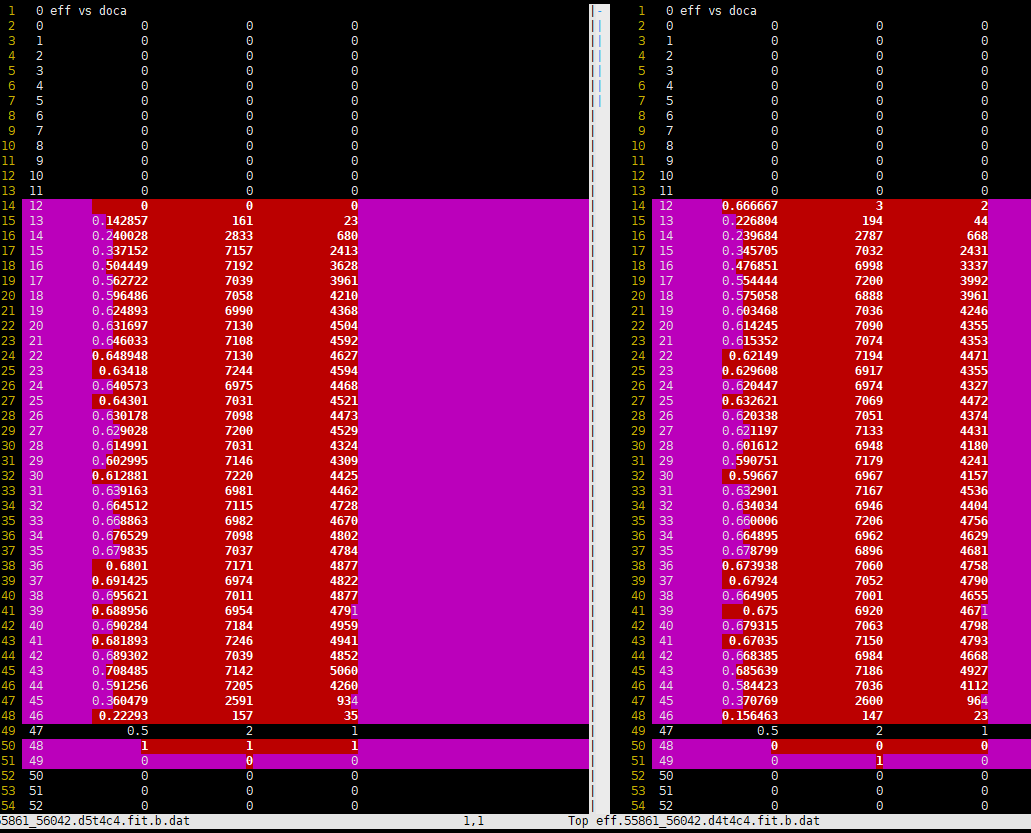 1 0 eff vs doca | - 1 0 eff vs doca
2 0 0 0 0 | | 2 0 0 0 0
3 1 0 0 0 | | 3 1 0 0 0
4 2 0 0 0 | | 4 2 0 0 0
5 3 0 0 0 | | 5 3 0 0 0
6 4 0 0 0 | | 6 4 0 0 0
7 5 0 0 0 | | 7 5 0 0 0
8 6 0 0 0 | 8 6 0 0 0
9 7 0 0 0 | 9 7 0 0 0
10 8 0 0 0 | 10 8 0 0 0
11 9 0 0 0 | 11 9 0 0 0
12 10 0 0 0 | 12 10 0 0 0
13 11 0 0 0 | 13 11 0 0 0
14 12 0 0 0 | 14 12 0.666667 3 2
15 13 0.142857 161 23 | 15 13 0.226804 194 44
16 14 0.240028 2833 680 | 16 14 0.239684 2787 668
17 15 0.337152 7157 2413 | 17 15 0.345705 7032 2431
18 16 0.504449 7192 3628 | 18 16 0.476851 6998 3337
19 17 0.562722 7039 3961 | 19 17 0.554444 7200 3992
20 18 0.596486 7058 4210 | 20 18 0.575058 6888 3961
21 19 0.624893 6990 4368 | 21 19 0.603468 7036 4246
22 20 0.631697 7130 4504 | 22 20 0.614245 7090 4355
23 21 0.646033 7108 4592 | 23 21 0.615352 7074 4353
24 22 0.648948 7130 4627 | 24 22 0.62149 7194 4471
25 23 0.63418 7244 4594 | 25 23 0.629608 6917 4355
26 24 0.640573 6975 4468 | 26 24 0.620447 6974 4327
27 25 0.64301 7031 4521 | 27 25 0.632621 7069 4472
28 26 0.630178 7098 4473 | 28 26 0.620338 7051 4374
29 27 0.629028 7200 4529 | 29 27 0.621197 7133 4431
30 28 0.614991 7031 4324 | 30 28 0.601612 6948 4180
31 29 0.602995 7146 4309 | 31 29 0.590751 7179 4241
32 30 0.612881 7220 4425 | 32 30 0.59667 6967 4157
33 31 0.639163 6981 4462 | 33 31 0.632901 7167 4536
34 32 0.664512 7115 4728 | 34 32 0.634034 6946 4404
35 33 0.668863 6982 4670 | 35 33 0.660006 7206 4756
36 34 0.676529 7098 4802 | 36 34 0.664895 6962 4629
37 35 0.679835 7037 4784 | 37 35 0.678799 6896 4681
38 36 0.6801 7171 4877 | 38 36 0.673938 7060 4758
39 37 0.691425 6974 4822 | 39 37 0.67924 7052 4790
40 38 0.695621 7011 4877 | 40 38 0.664905 7001 4655
41 39 0.688956 6954 4791 | 41 39 0.675 6920 4671
42 40 0.690284 7184 4959 | 42 40 0.679315 7063 4798
43 41 0.681893 7246 4941 | 43 41 0.67035 7150 4793
44 42 0.689302 7039 4852 | 44 42 0.668385 6984 4668
45 43 0.708485 7142 5060 | 45 43 0.685639 7186 4927
46 44 0.591256 7205 4260 | 46 44 0.584423 7036 4112
47 45 0.360479 2591 934 | 47 45 0.370769 2600 964
48 46 0.22293 157 35 | 48 46 0.156463 147 23
49 47 0.5 2 1 | 49 47 0.5 2 1
50 48 1 1 1 | 50 48 0 0 0
51 49 0 0 0 | 51 49 0 1 0
52 50 0 0 0 | 52 50 0 0 0
53 51 0 0 0 | 53 51 0 0 0
54 52 0 0 0 | 54 52 0 0 0
55861_56042.d5t4c4.fit.b.dat 1,1 Top eff.55861_56042.d4t4c4.fit.b.dat